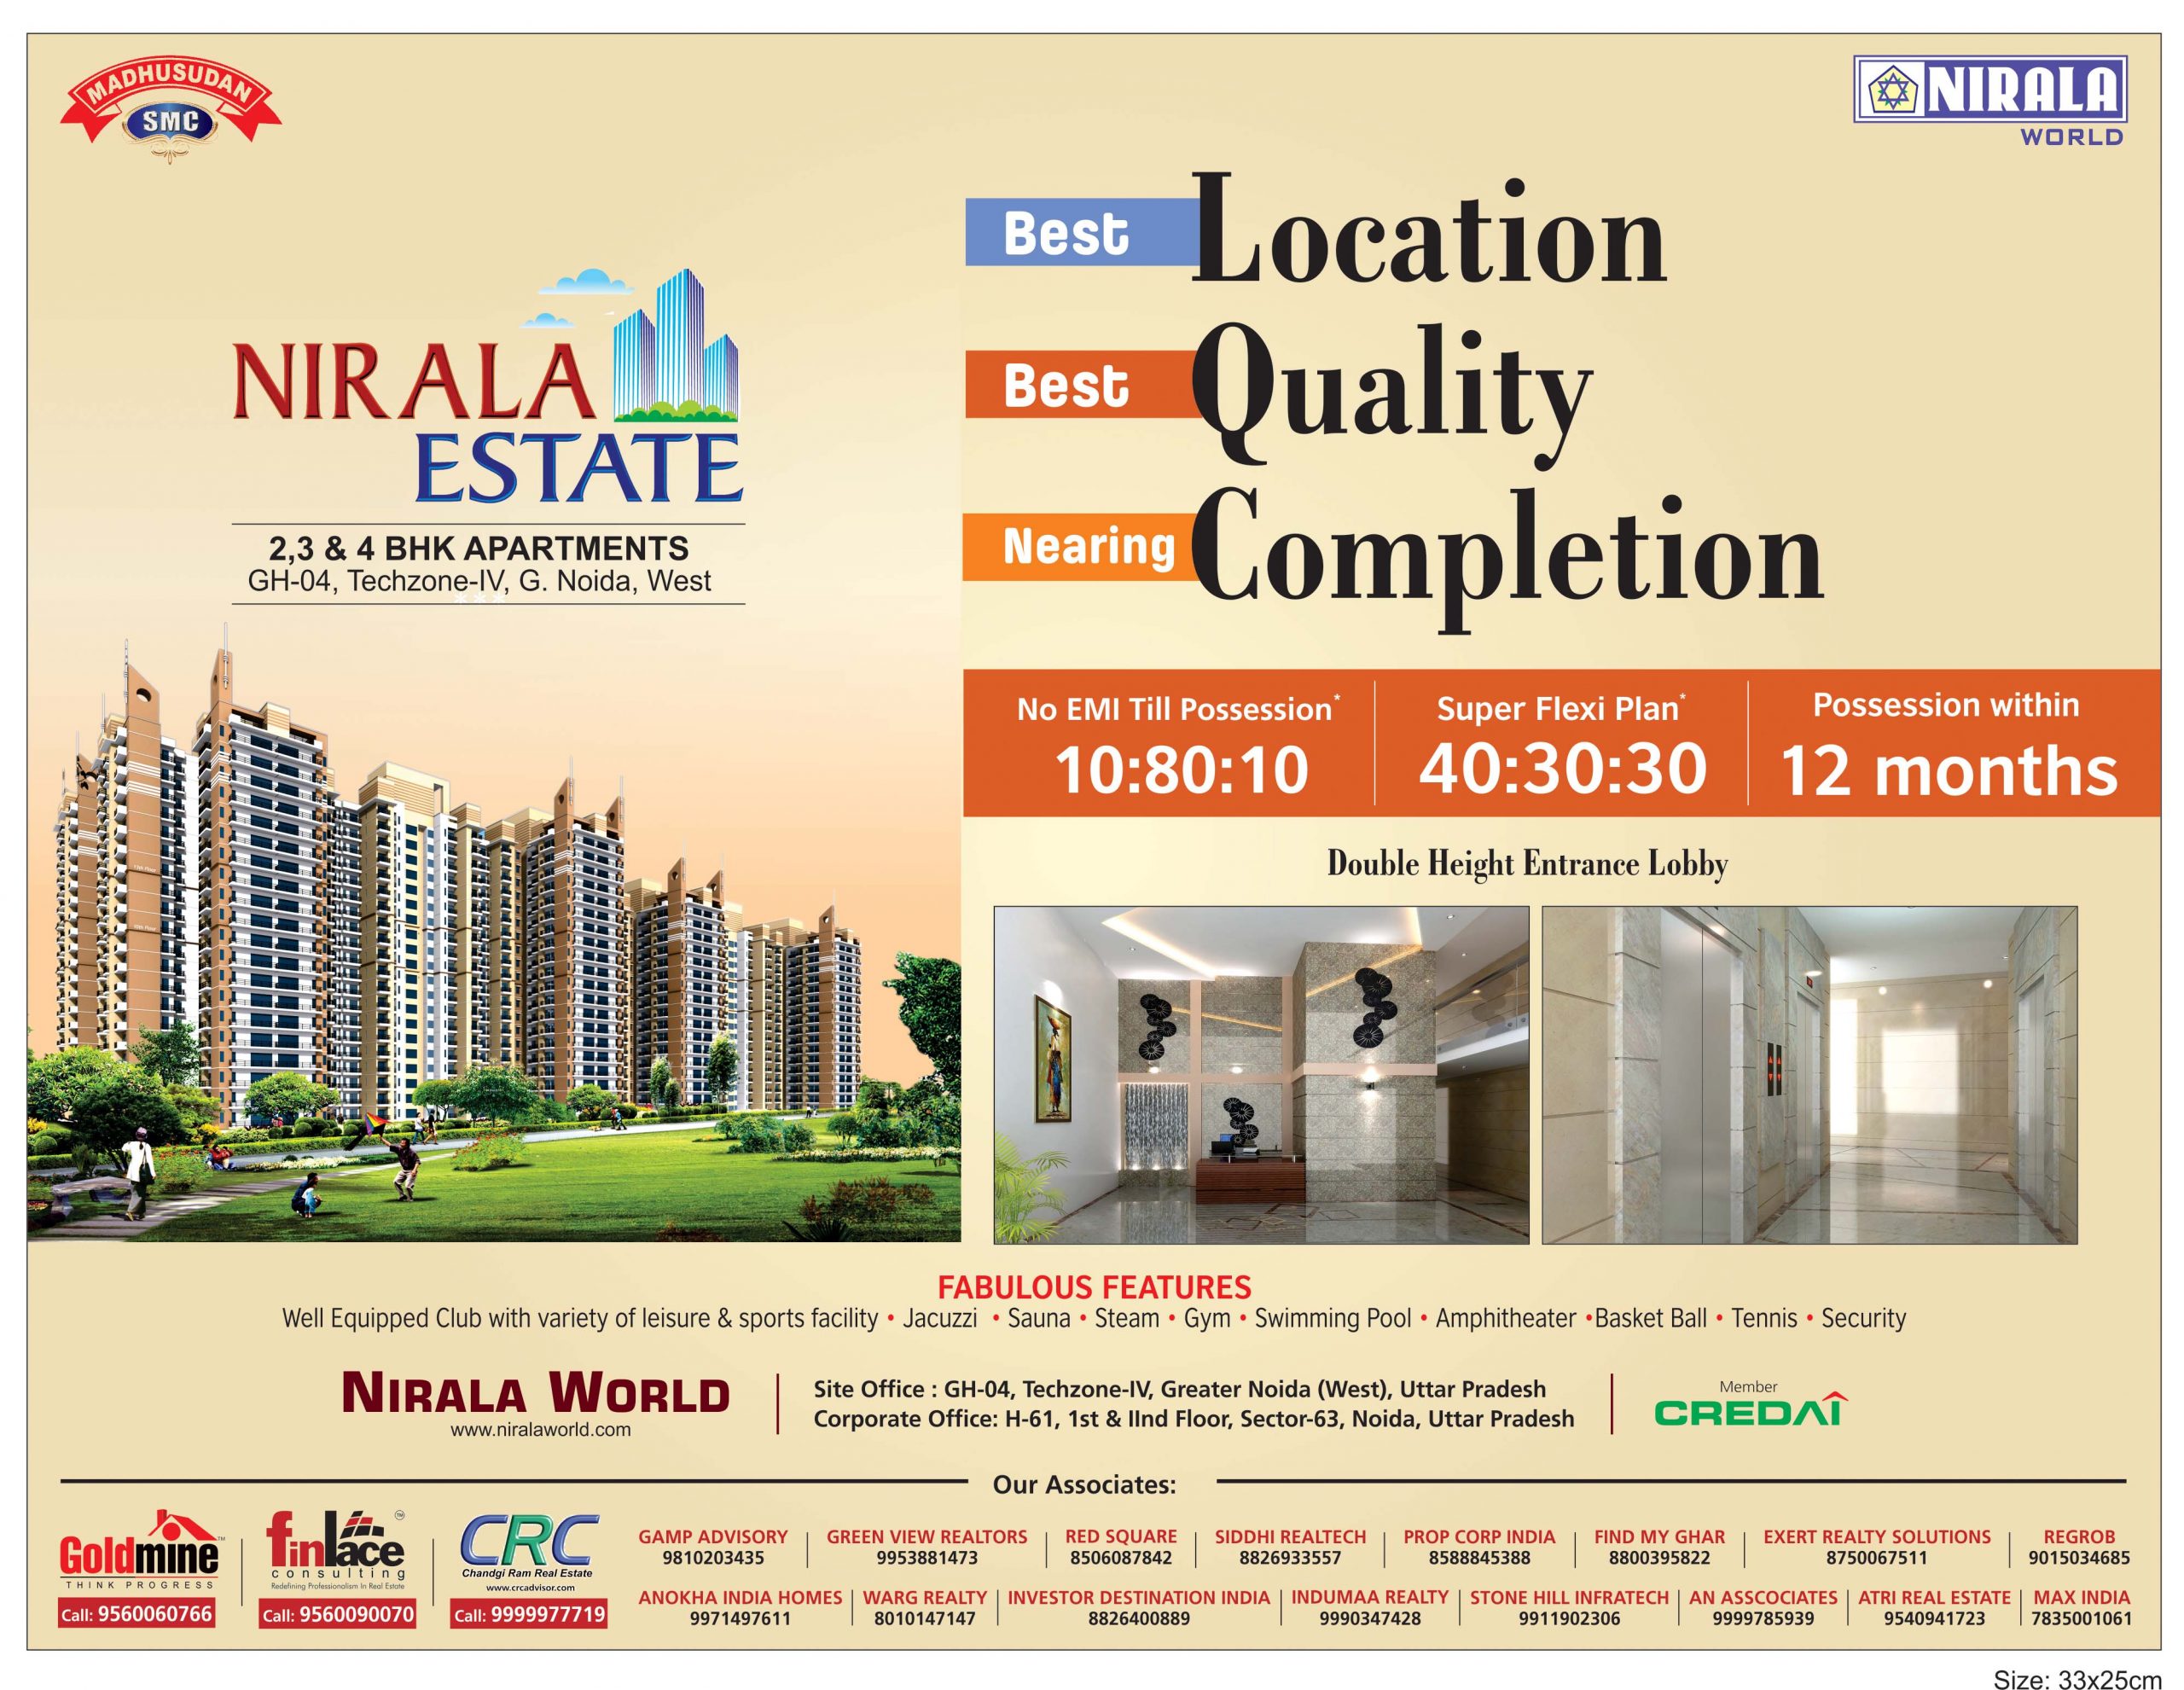 MADHUSUDAN
SMC
NIRALA
WORLD
Best Location
Best Quality
Nearing Completion
NIRALA
ESTATE
2,3 & 4 BHK APARTMENTS
GH-04, Techzone-IV, G. Noida, West
***
No EMI Till Possession*
10:80:10
Super Flexi Plan*
40:30:30
Possession within
12 months
Double Height Entrance Lobby
FABULOUS FEATURES
Well Equipped Club with variety of leisure & sports facility • Jacuzzi • Sauna • Steam • Gym • Swimming Pool • Amphitheater •Basket Ball • Tennis • Security
NIRALA WORLD
www.niralaworld.com
Site Office : GH-04, Techzone-IV, Greater Noida (West), Uttar Pradesh
Corporate Office: H-61, 1st & IInd Floor, Sector-63, Noida, Uttar Pradesh
Member
CREDAI
Our Associates:
Goldmine TM
THINK PROGRESS
Call: 9560060766
finlace TM
consulting
Redefining Professionalism In Real Estate
Call: 9560090070
CRC
Chandgi Ram Real Estate
www.crcadvisor.com
Call: 9999977719
GAMP ADVISORY
9810203435
GREEN VIEW REALTORS
9953881473
RED SQUARE
8506087842
SIDDHI REALTECH
8826933557
PROP CORP INDIA
8588845388
FIND MY GHAR
8800395822
EXERT REALTY SOLUTIONS
8750067511
REGROB
9015034685
ANOKHA INDIA HOMES
9971497611
WARG REALTY
8010147147
INVESTOR DESTINATION INDIA
8826400889
INDUMAA REALTY
9990347428
STONE HILL INFRATECH
9911902306
AN ASSCOCIATES
9999785939
ATRI REAL ESTATE
9540941723
MAX INDIA
7835001061
Size: 33x25cm